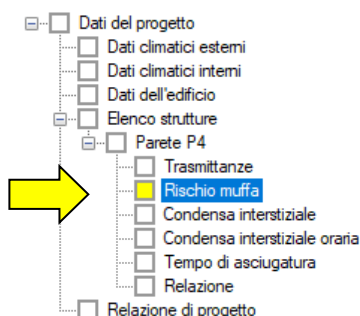 Dati del progetto
Dati climatici esterni
Dati climatici interni
Dati dell'edificio
Elenco strutture
Parete P4
Trasmittanze
Rischio muffa
Condensa interstiziale
Condensa interstiziale oraria
Tempo di asciugatura
Relazione
Relazione di progetto